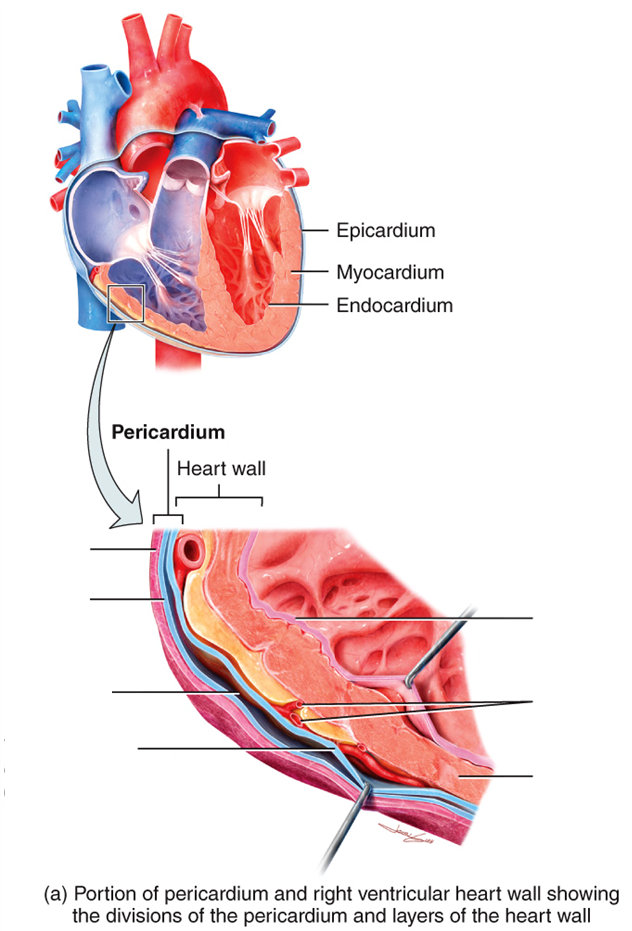 Epicardium
Myocardium
Endocardium
Pericardium
Heart wall
(a) Portion of pericardium and right ventricular heart wall showing
the divisions of the pericardium and layers of the heart wall